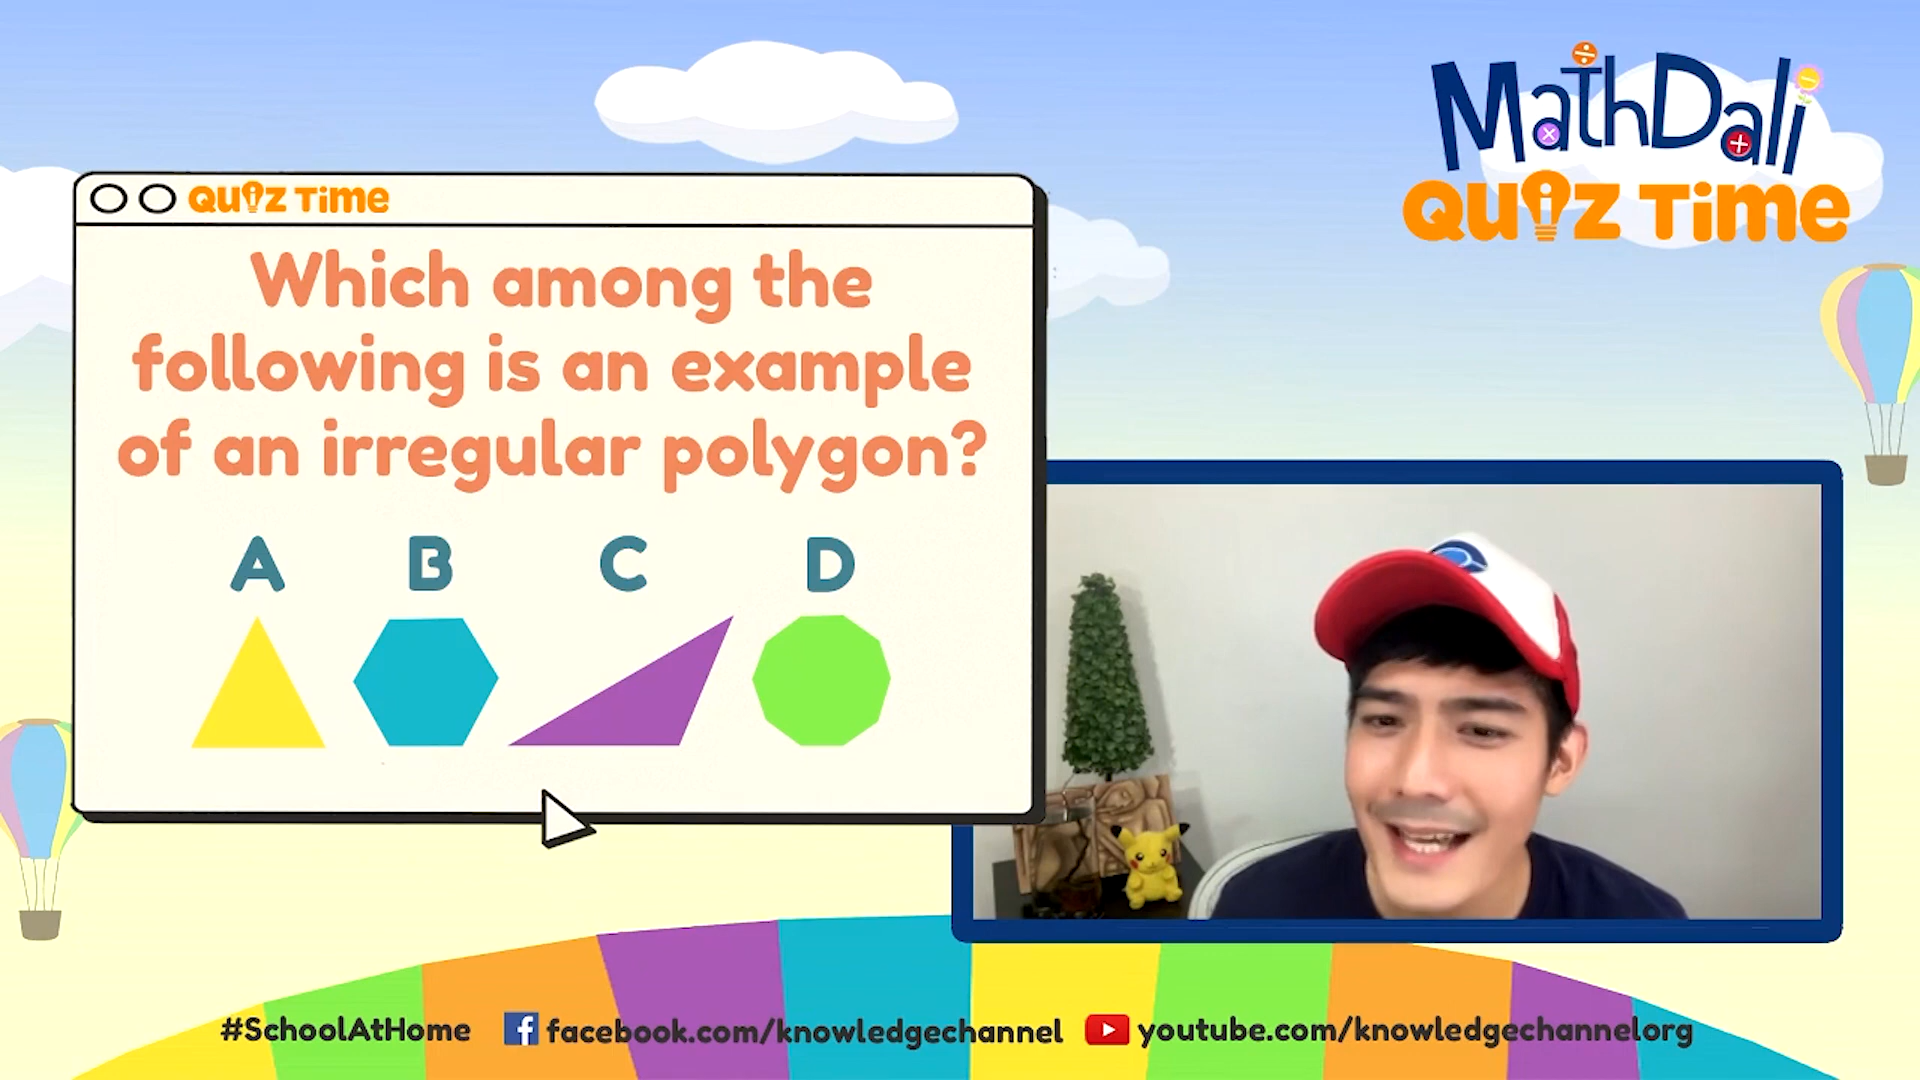 MathDali
QUIZ TIME
QUIZ TIME
Which among the
following is an example
of an irregular polygon?
A B C D
#SchoolAtHome facebook.com/knowledgechannel youtube.com/knowledgechannelorg